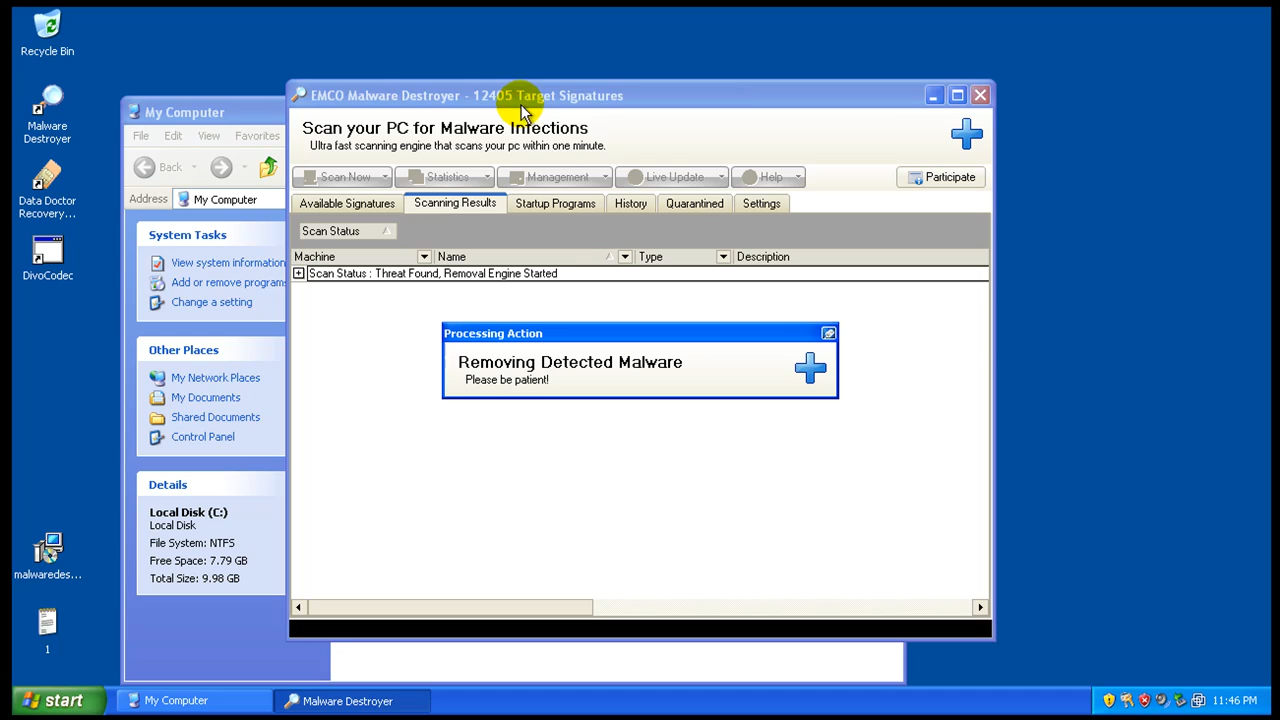 Recycle Bin
Malware
Destroyer
Data Doctor
Recovery...
DivoCodec
malwaredes...
1
My Computer
File Edit View Favorites
Back
Address My Computer
System Tasks
View system information
Add or remove programs
Change a setting
Other Places
My Network Places
My Documents
Shared Documents
Control Panel
Details
Local Disk (C:)
Local Disk
File System: NTFS
Free Space: 7.79 GB
Total Size: 9.98 GB
EMCO Malware Destroyer - 12405 Target Signatures
Scan your PC for Malware Infections
Ultra fast scanning engine that scans your pc within one minute.
Scan Now Statistics Management Live Update Help Participate
Available Signatures Scanning Results Startup Programs History Quarantined Settings
Scan Status
Machine Name Type Description
Scan Status : Threat Found, Removal Engine Started
Processing Action
Removing Detected Malware
Please be patient!
start My Computer Malware Destroyer 11:46 PM